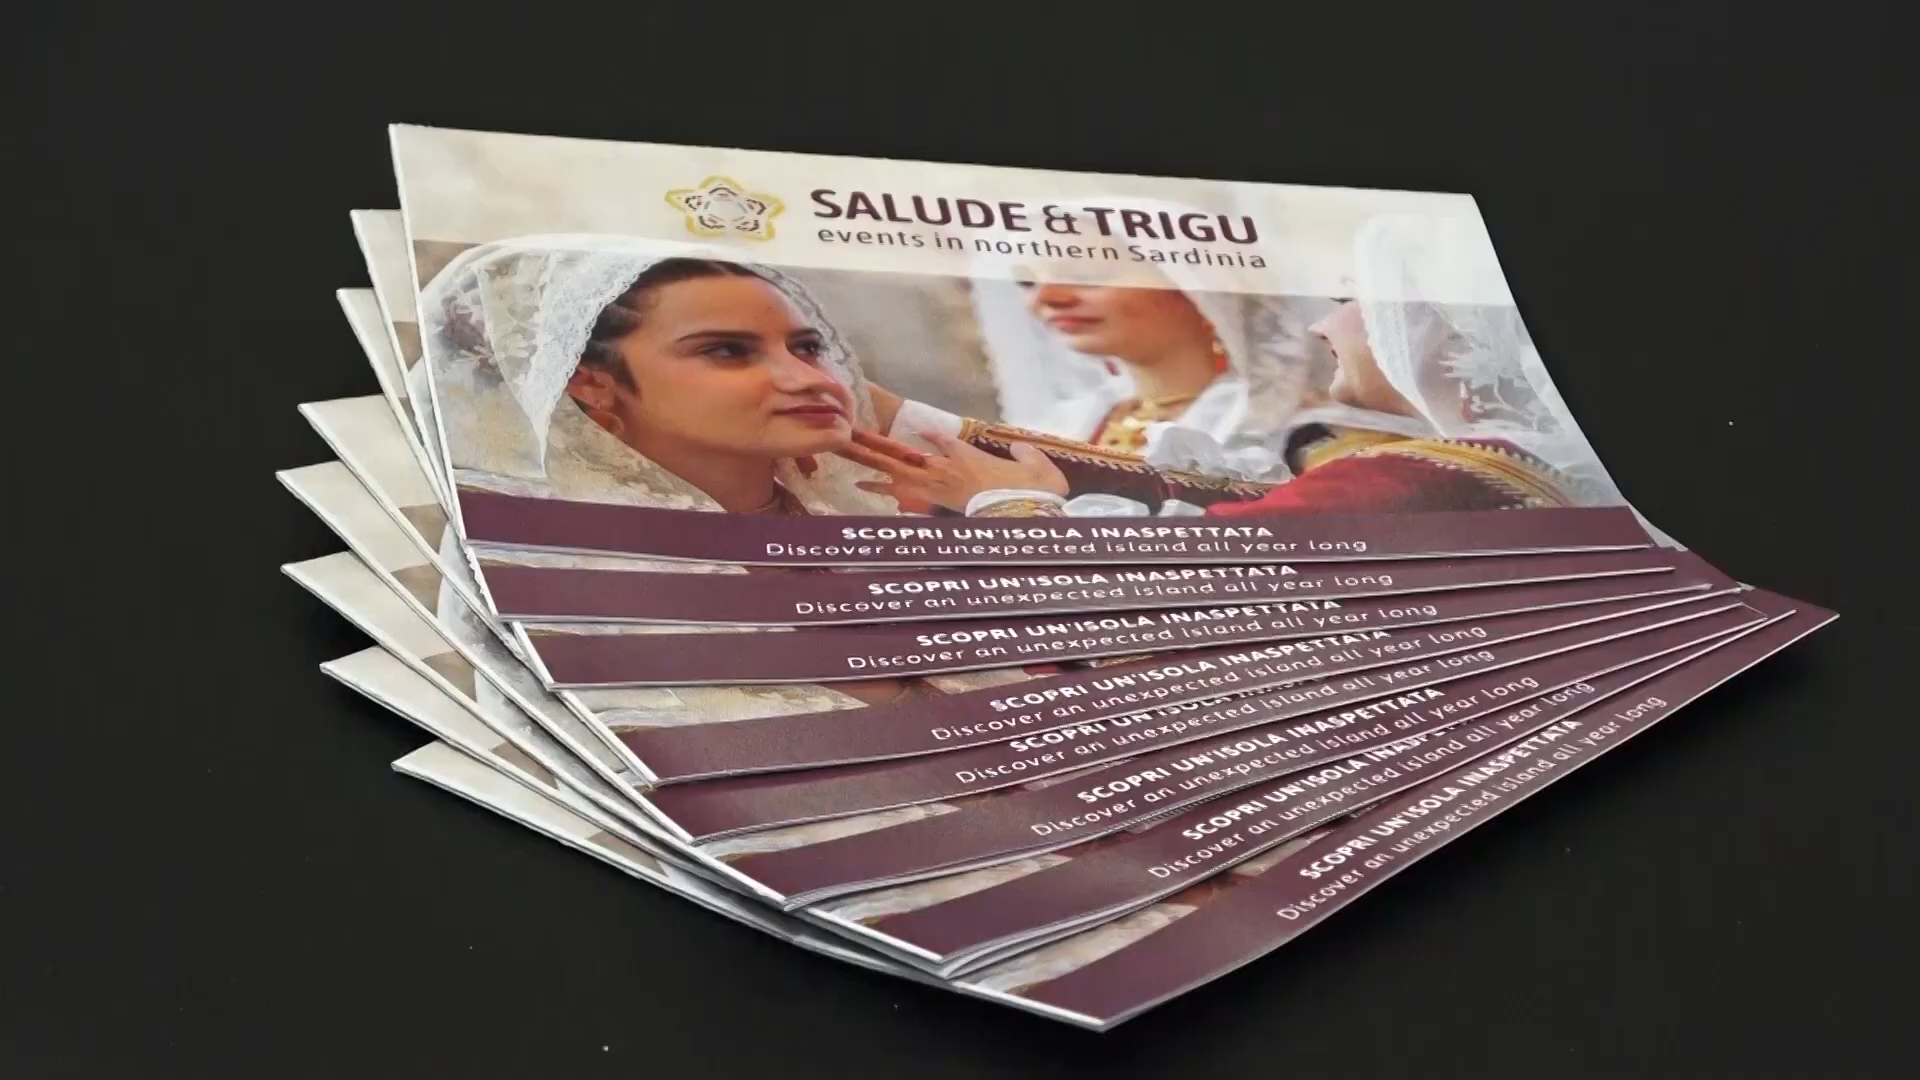 SALUDE & TRIGU
events in northern Sardinia
SCOPRI UN'ISOLA INASPETTATA
Discover an unexpected island all year long
SCOPRI UN'ISOLA INASPETTATA
Discover an unexpected island all year long
SCOPRI UN'ISOLA INASPETTATA
Discover an unexpected island all year long
SCOPRI UN'ISOLA INASPETTATA
Discover an unexpected island all year long
SCOPRI UN'ISOLA
Discover an unexpected island all year long
SCOPRI UN'ISOLA INASPETTATA
Discover an unexpected island all year long
SCOPRI UN'ISOLA
Discover an unexpected island all year long
SCOPRI UN'ISOLA INASPETTATA
Discover an unexpected island all year long